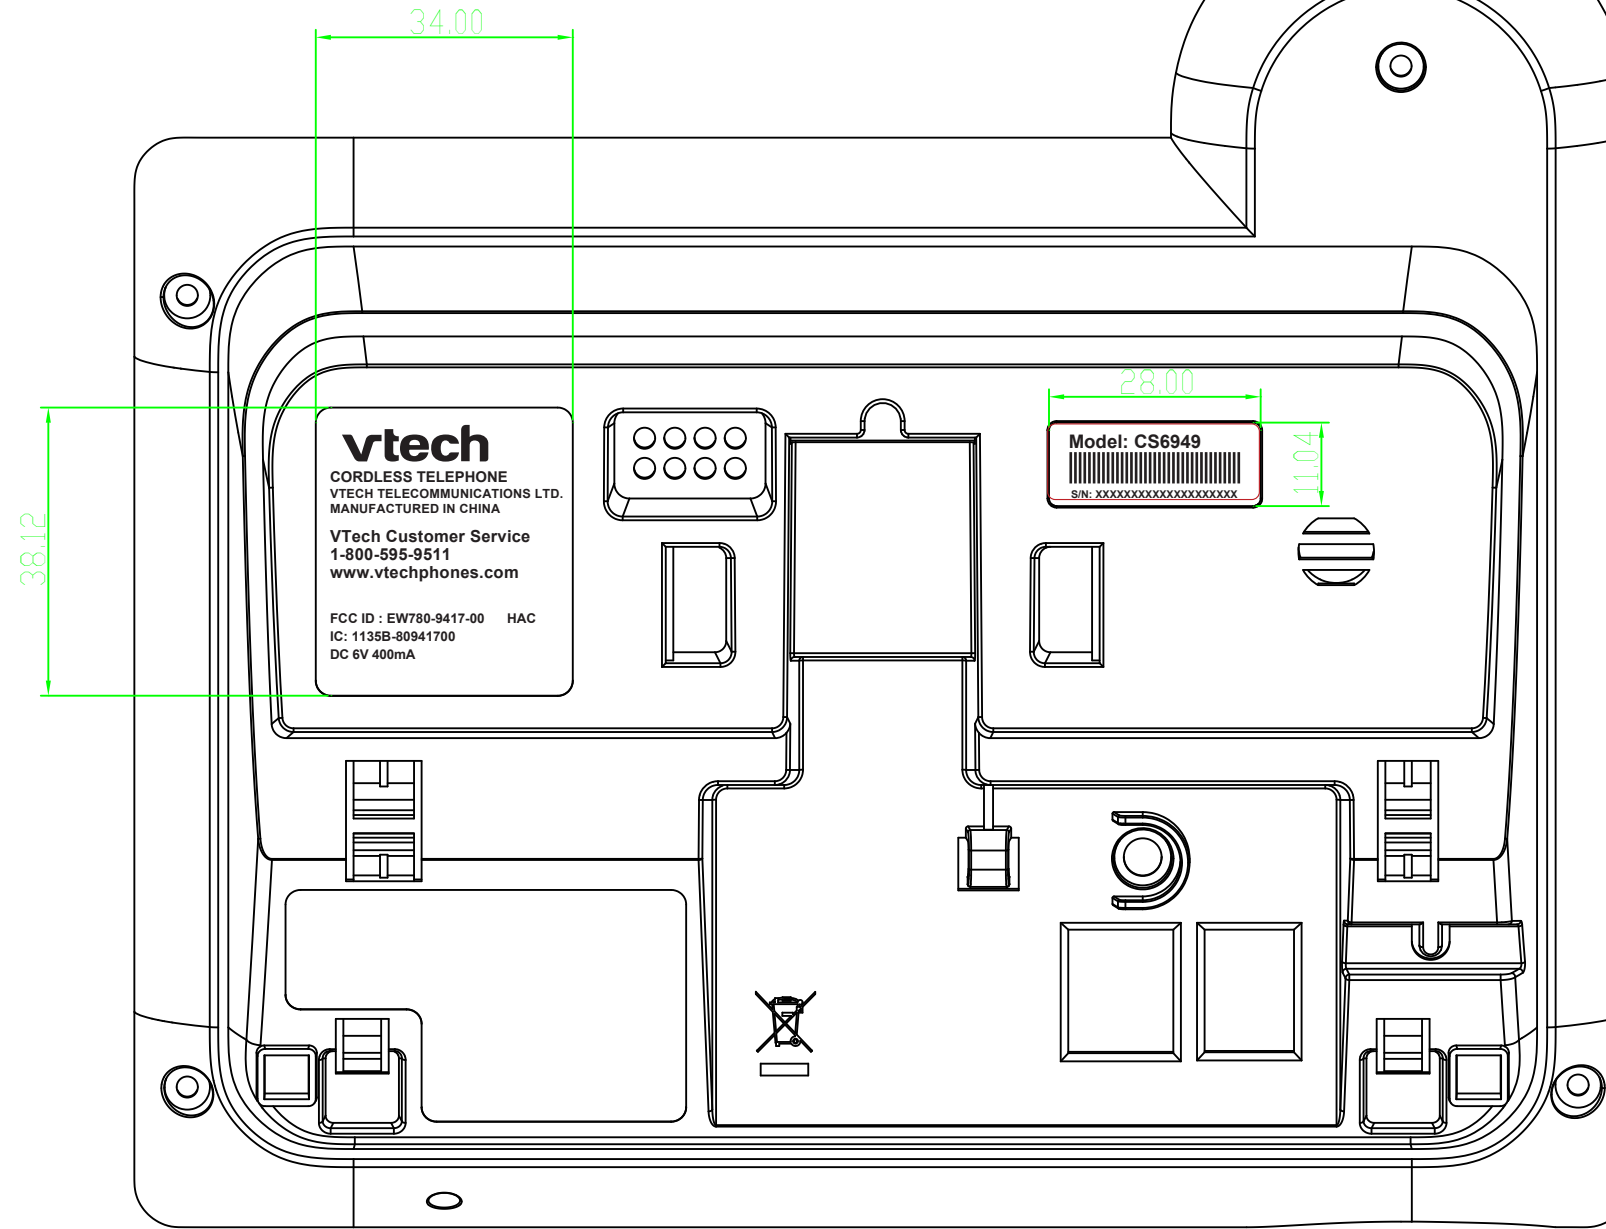 34.00
28.00
38.12
11.04
vtech
CORDLESS TELEPHONE
VTECH TELECOMMUNICATIONS LTD.
MANUFACTURED IN CHINA
VTech Customer Service
1-800-595-9511
www.vtechphones.com
FCC ID : EW780-9417-00 HAC
IC: 1135B-80941700
DC 6V 400mA
Model: CS6949
S/N: XXXXXXXXXXXXXXXXXXXX